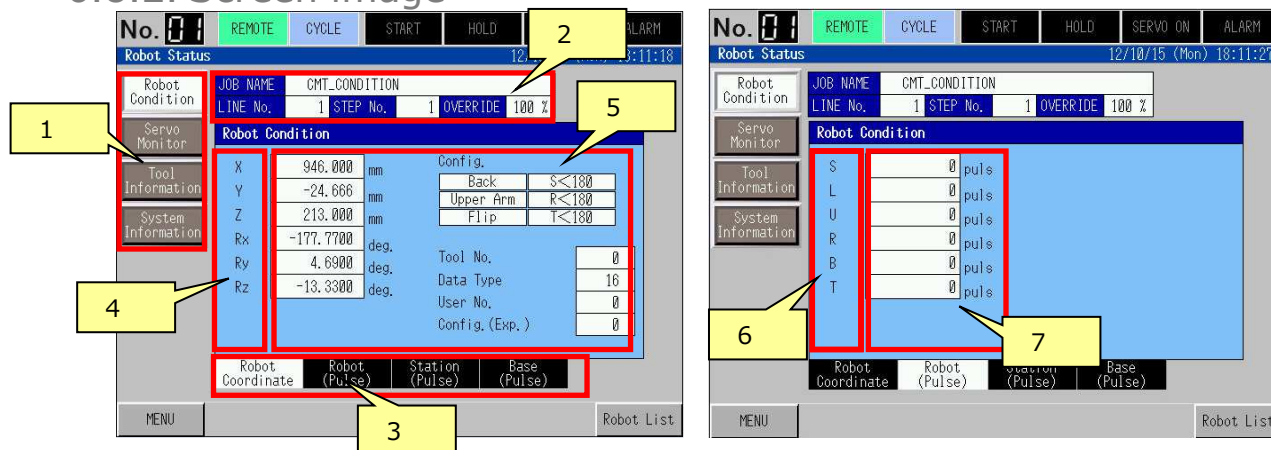 Screen image
No. 01 REMOTE CYCLE START HOLD ALARM
Robot Status 12/
Robot Condition
Servo Monitor
Tool Information
System Information
JOB NAME CMT_CONDITION
LINE No. 1 STEP No. 1 OVERRIDE 100 %
Robot Condition
X 946.000 mm
Y -24.666 mm
Z 213.000 mm
Rx -177.7700 deg.
Ry 4.6900 deg.
Rz -13.3300 deg.
Config.
Back S<180
Upper Arm R<180
Flip T<180
Tool No. 0
Data Type 16
User No. 0
Config.(Exp.) 0
Robot Coordinate
Robot (Pulse)
Station (Pulse)
Base (Pulse)
MENU Robot List
1
2
3
4
5
No. 01 REMOTE CYCLE START HOLD SERVO ON ALARM
Robot Status 12/10/15 (Mon) 18:11:27
Robot Condition
Servo Monitor
Tool Information
System Information
JOB NAME CMT_CONDITION
LINE No. 1 STEP No. 1 OVERRIDE 100 %
Robot Condition
S 0 puls
L 0 puls
U 0 puls
R 0 puls
B 0 puls
T 0 puls
Robot Coordinate
Robot (Pulse)
Station (Pulse)
Base (Pulse)
MENU Robot List
6
7